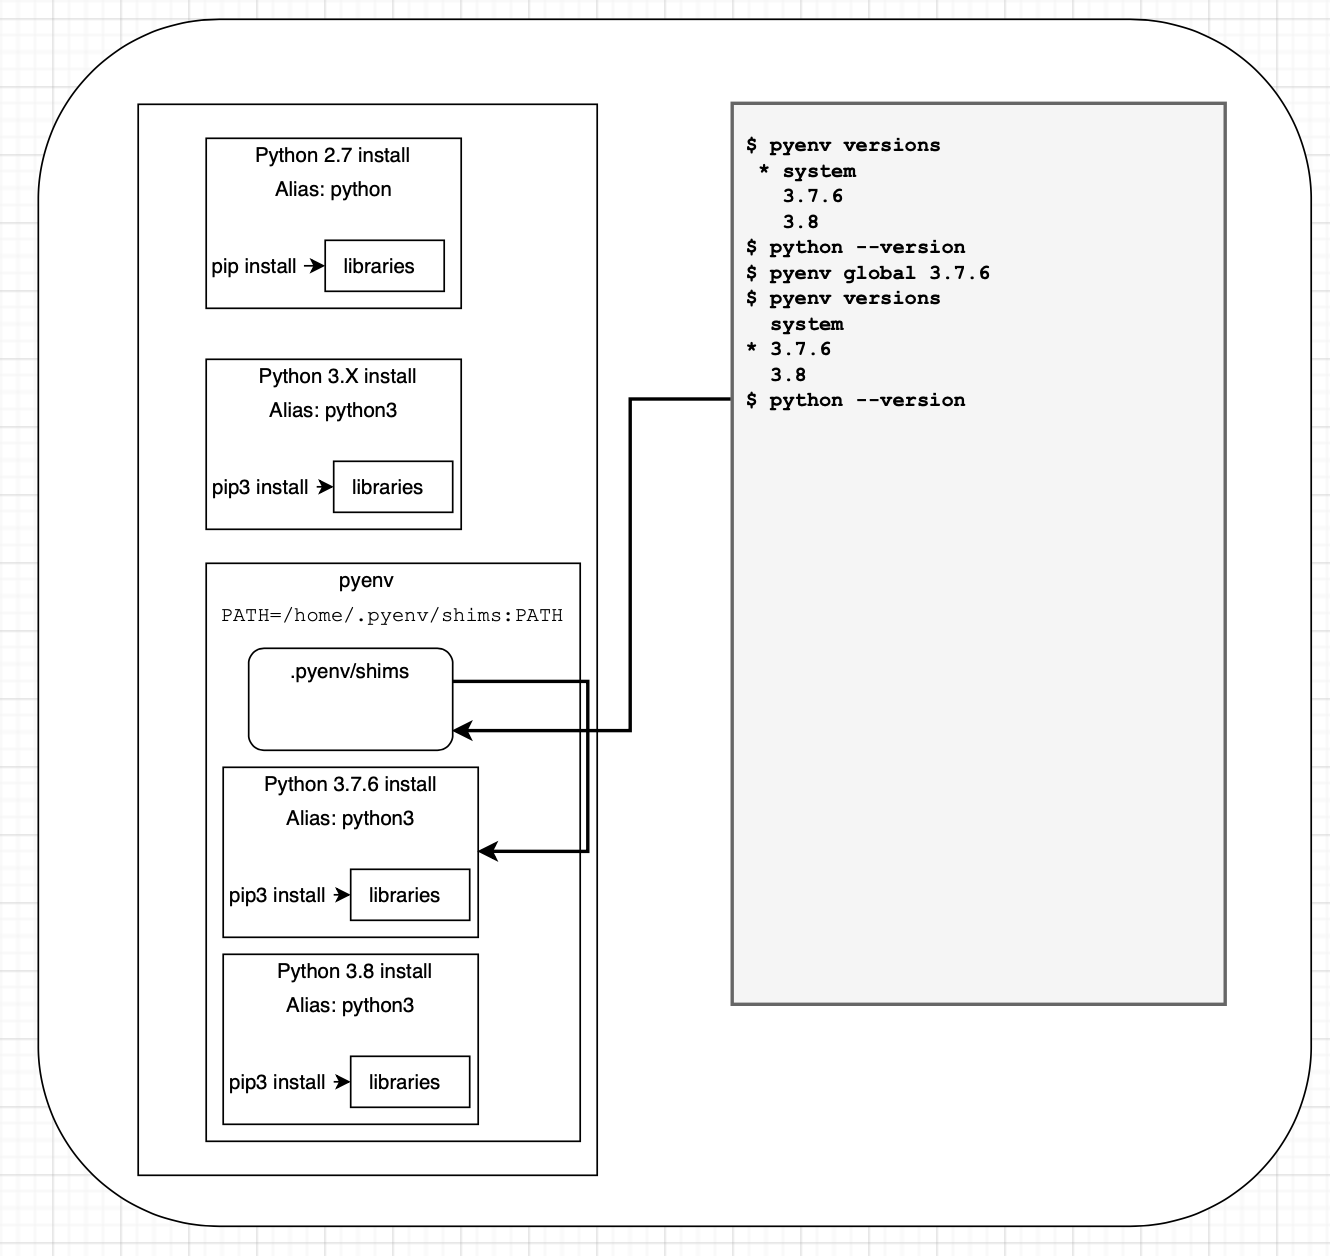 Python 2.7 install
Alias: python
pip install
libraries
Python 3.X install
Alias: python3
pip3 install
libraries
pyenv
PATH=/home/.pyenv/shims:PATH
.pyenv/shims
Python 3.7.6 install
Alias: python3
pip3 install
libraries
Python 3.8 install
Alias: python3
pip3 install
libraries
$ pyenv versions
* system
3.7.6
3.8
$ python --version
$ pyenv global 3.7.6
$ pyenv versions
system
* 3.7.6
3.8
$ python --version